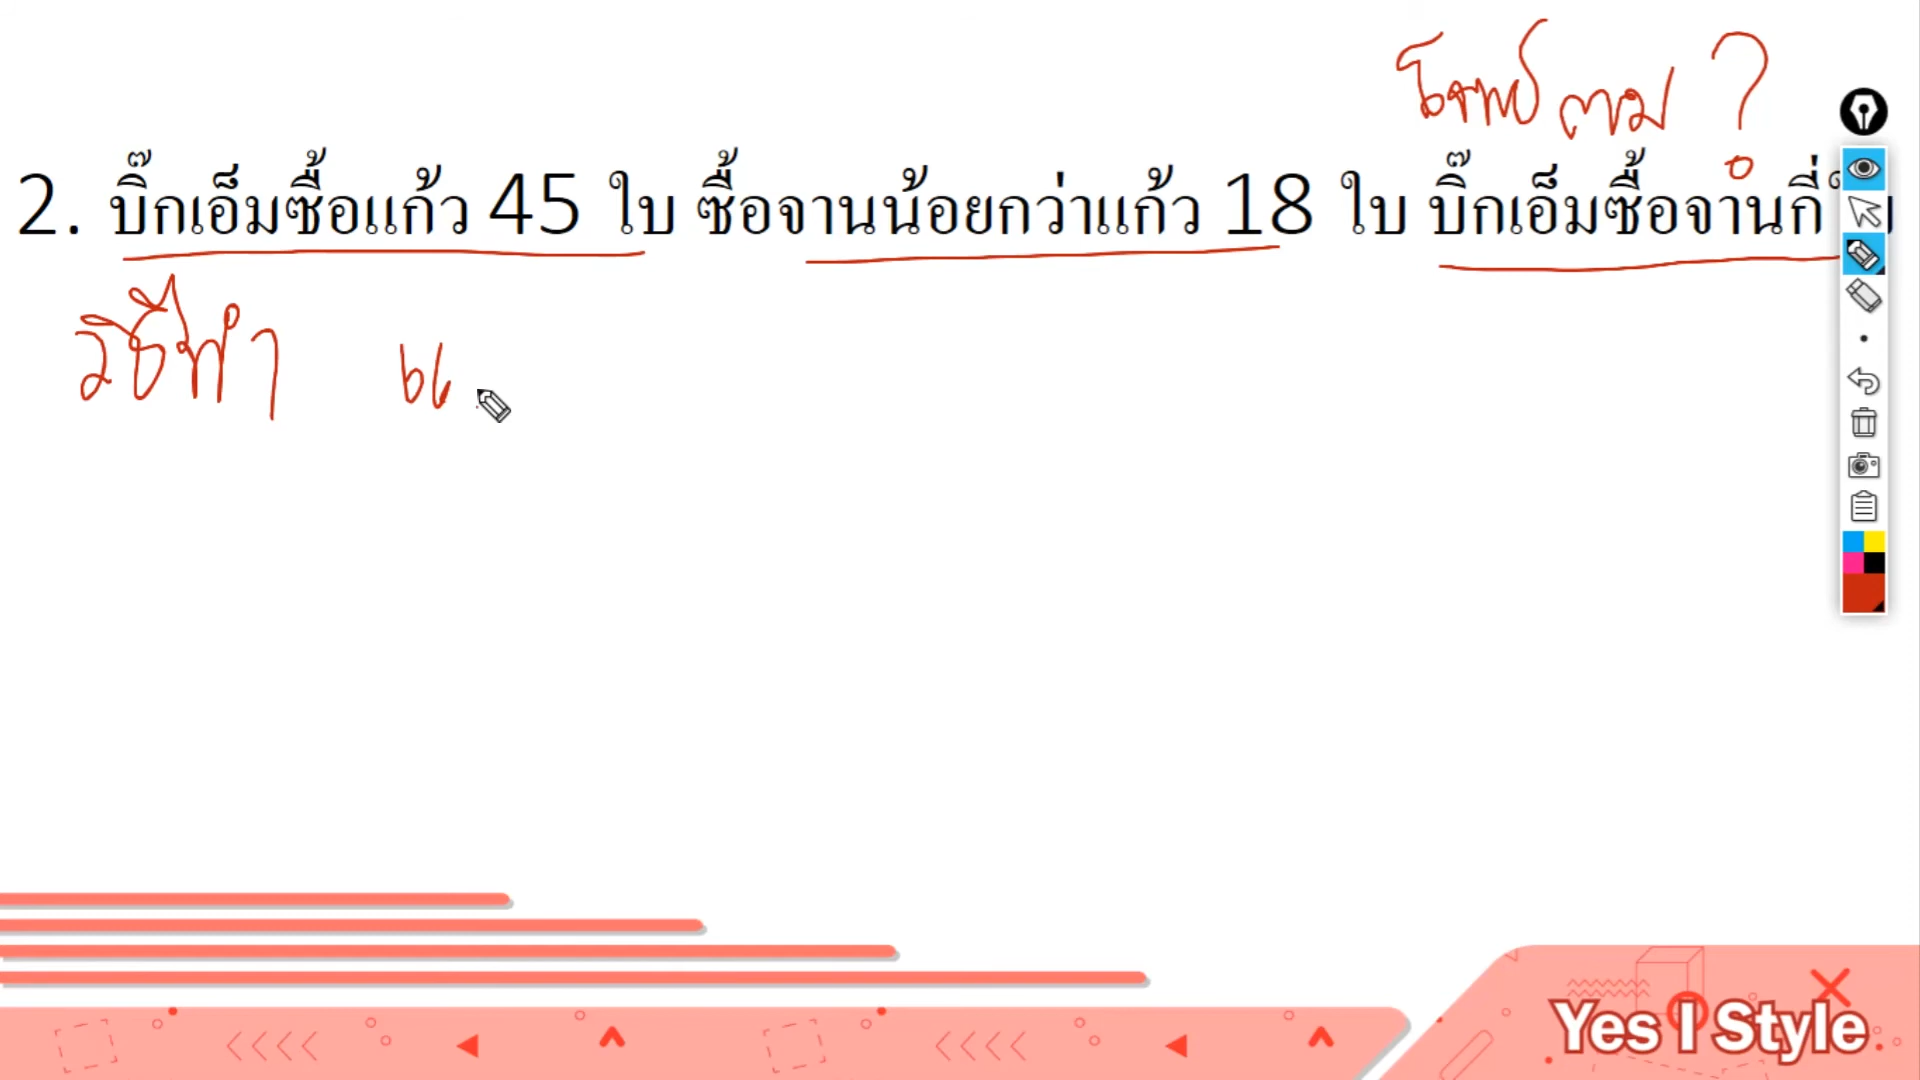 โจทย์ถาม ?
2. บิ๊กเอ็มซื้อแก้ว 45 ใบ ซื้อจานน้อยกว่าแก้ว 18 ใบ บิ๊กเอ็มซื้อจานกี่ใบ
วิธีทำ
Yes I Style